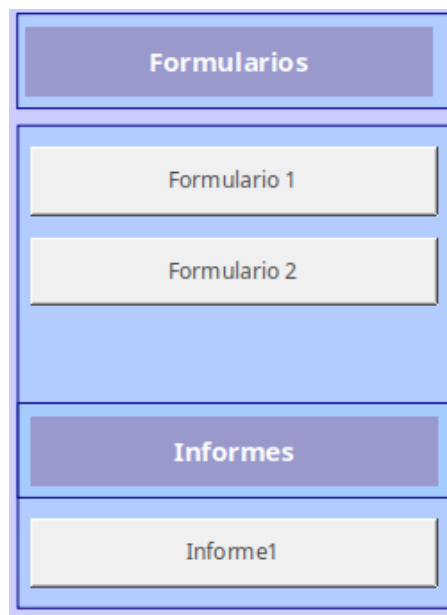 Formularios
Formulario 1
Formulario 2
Informes
Informe1